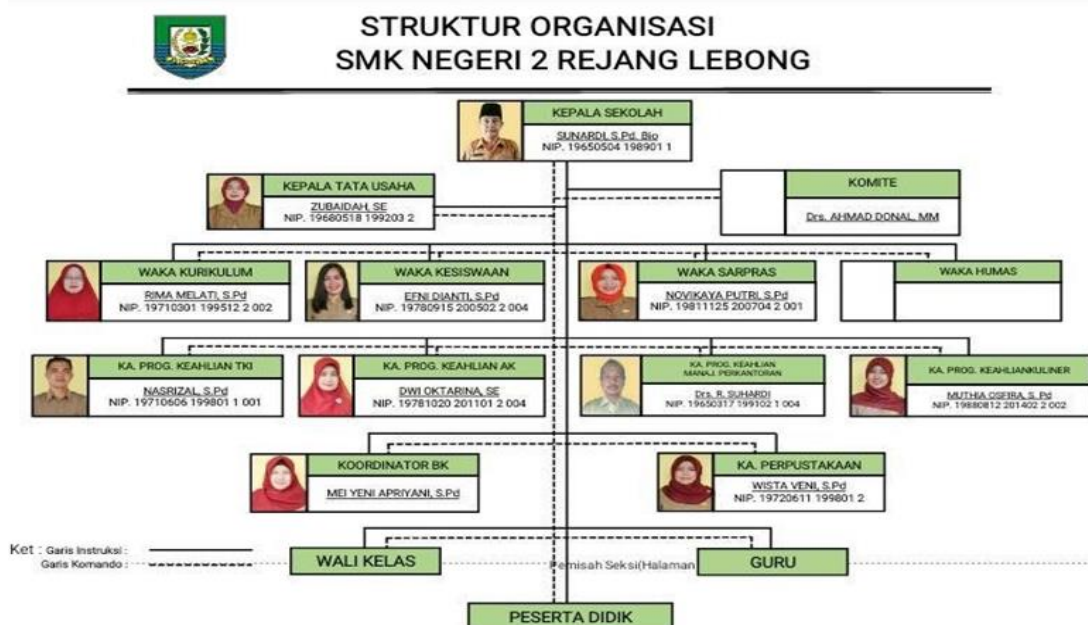 STRUKTUR ORGANISASI
SMK NEGERI 2 REJANG LEBONG
KEPALA SEKOLAH
SUNARDI, S.Pd. Bio
NIP. 19650504 198901 1
KEPALA TATA USAHA
ZUBAIDAH, SE
NIP. 19680518 199203 2
KOMITE
Drs. AHMAD DONAL, MM
WAKA KURIKULUM
RIMA MELATI, S.Pd
NIP. 19710301 199512 2 002
WAKA KESISWAAN
EFNI DIANTI, S.Pd
NIP. 19780915 200502 2 004
WAKA SARPRAS
NOVIKAYA PUTRI, S.Pd
NIP. 19811125 200704 2 001
WAKA HUMAS
KA. PROG. KEAHLIAN TKI
NASRIZAL, S.Pd
NIP. 19710606 199801 1 001
KA. PROG. KEAHLIAN AK
DWI OKTARINA, SE
NIP. 19781020 201101 2 004
KA. PROG. KEAHLIAN
MANAJ. PERKANTORAN
Drs. R. SUHARDI
NIP. 19650317 199102 1 004
KA. PROG. KEAHLIANKULINER
MUTHIA OSFIRA, S. Pd
NIP. 19880812 201402 2 002
KOORDINATOR BK
MEI YENI APRIYANI, S.Pd
KA. PERPUSTAKAAN
WISTA VENI, S.Pd
NIP. 19720611 199801 2
Ket : Garis Instruksi :
Garis Komando :
WALI KELAS
Pemisah Seksi(Halaman
GURU
PESERTA DIDIK